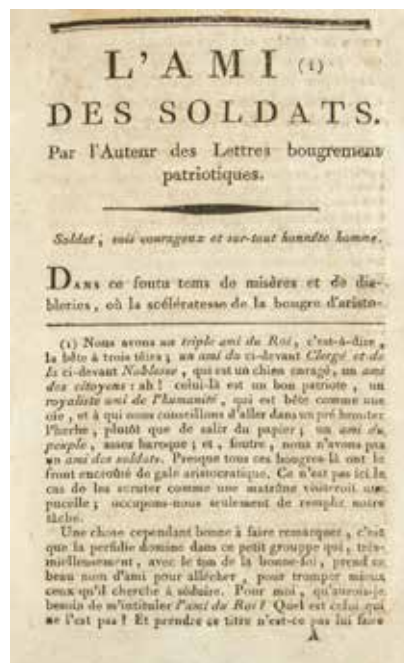 L'AMI (1)
DES SOLDATS.
Par l'Auteur des Lettres bougrement
patriotiques.
Soldat, sois courageux et sur-tout honnête homme.
DANS ce foutu tems de misères et de dia-
bleries, où la scélératesse de la bougre d'aristo-
(1) Nous avons un triple ami du Roi, c'est-à-dire,
la bête à trois têtes; un ami du ci-devant Clergé et de
la ci-devant Noblesse, qui est un chien enragé, un ami
des citoyens : ah! celui-là est un bon patriote, un
royaliste ami de l'humanité, qui est bête comme une
oie, et à qui nous conseillons d'aller dans un pré brouter
l'herbe, plutôt que de salir du papier; un ami du
peuple, assez baroque; et, foutre, nous n'avons pas
un ami des soldats. Presque tous ces bougres-là ont le
front encroûté de gale aristocratique. Ce n'est pas ici le
cas de les scruter comme une matrône visiteroit une
pucelle; occupons-nous seulement de remplir notre
tâche.
Une chose cependant bonne à faire remarquer, c'est
que la perfidie domine dans ce petit grouppe qui, très-
miellensement, avec le ton de la bonne-foi, prend ce
beau nom d'ami pour allécher, pour tromper mieux
ceux qu'il cherche à séduire. Pour moi, qu'aurois-je
besoin de m'intituler l'ami du Roi? Quel est celui qui
ne l'est pas? Et prendre ce titre n'est-ce pas lui faire
A